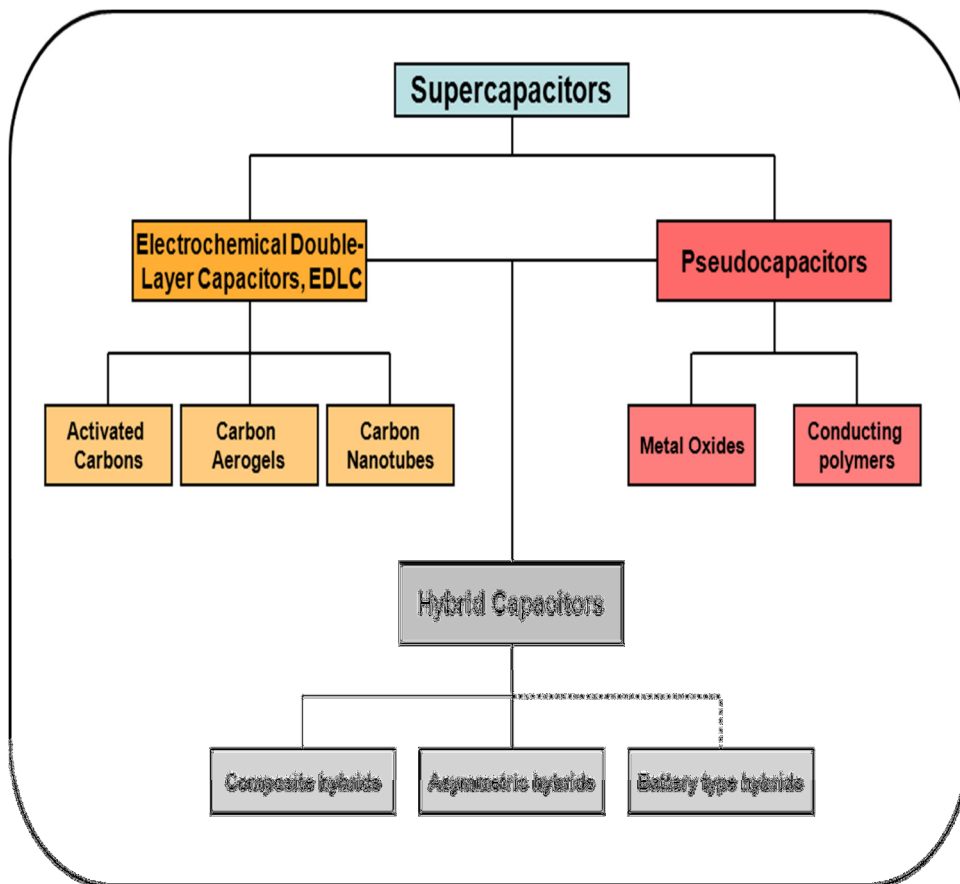 Supercapacitors
Electrochemical Double-
Layer Capacitors, EDLC
Pseudocapacitors
Activated
Carbons
Carbon
Aerogels
Carbon
Nanotubes
Metal Oxides
Conducting
polymers
Hybrid Capacitors
Composite hybrids
Asymmetric hybrids
Battery type hybrids